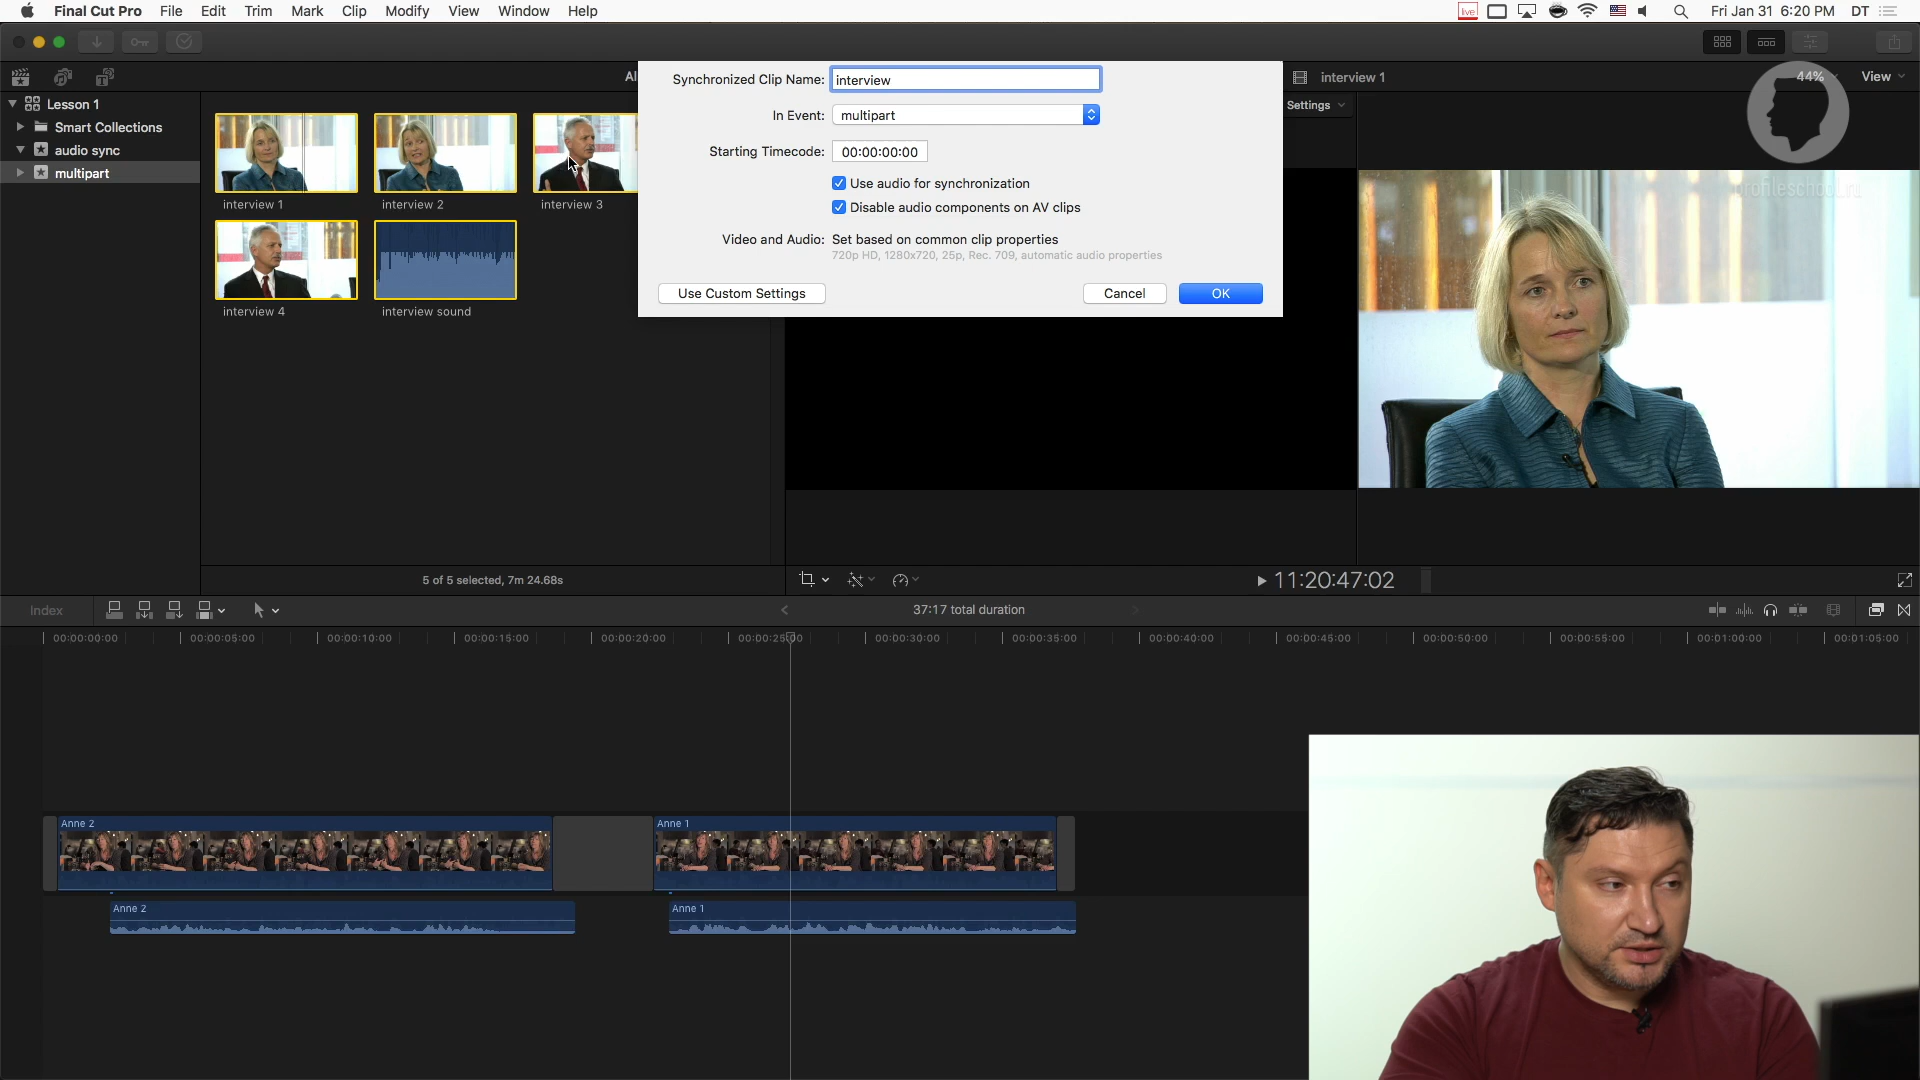 Final Cut Pro File Edit Trim Mark Clip Modify View Window Help
live Fri Jan 31 6:20 PM DT
Al
Synchronized Clip Name: interview
interview 1
44% View
Lesson 1
Settings
In Event: multipart
Smart Collections
audio sync
Starting Timecode: 00:00:00:00
multipart
Use audio for synchronization
profileschool.ru
interview 1
interview 2
interview 3
Disable audio components on AV clips
Video and Audio: Set based on common clip properties
720p HD, 1280x720, 25p, Rec. 709, automatic audio properties
Use Custom Settings Cancel OK
interview 4
interview sound
5 of 5 selected, 7m 24.68s
11:20:47:02
Index
37:17 total duration
00:00:00:00 00:00:05:00 00:00:10:00 00:00:15:00 00:00:20:00 00:00:25:00 00:00:30:00 00:00:35:00 00:00:40:00 00:00:45:00 00:00:50:00 00:00:55:00 00:01:00:00 00:01:05:00
Anne 2
Anne 1
Anne 2
Anne 1